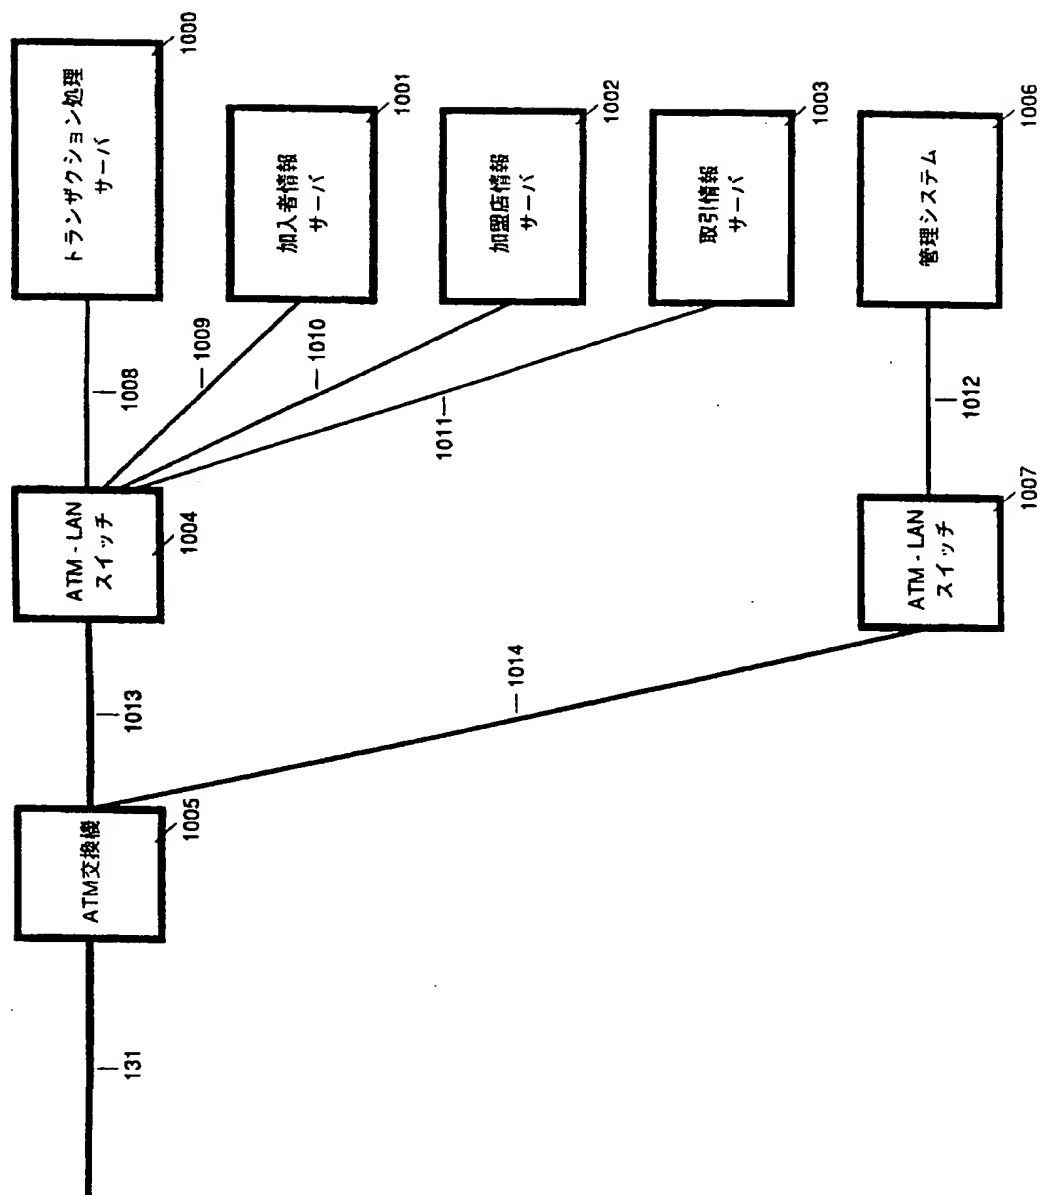 トランザクション処理
サーバ
1000
加入者情報
サーバ
1001
加盟店情報
サーバ
1002
取引情報
サーバ
1003
管理システム
1006
1008
1009
1010
1011
1012
ATM - LAN
スイッチ
1004
ATM - LAN
スイッチ
1007
1013
1014
ATM交換機
1005
131